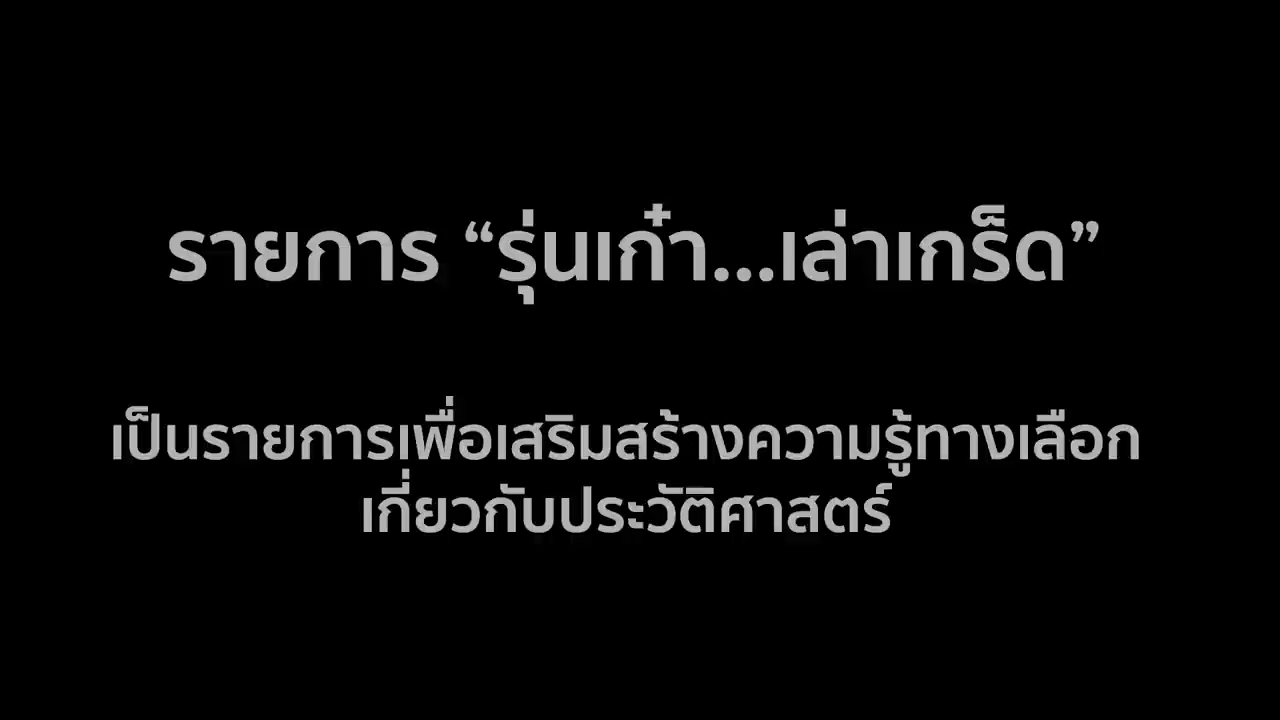 รายการ “รุ่นเก๋า...เล่าเกร็ด”
เป็นรายการเพื่อเสริมสร้างความรู้ทางเลือก
เกี่ยวกับประวัติศาสตร์